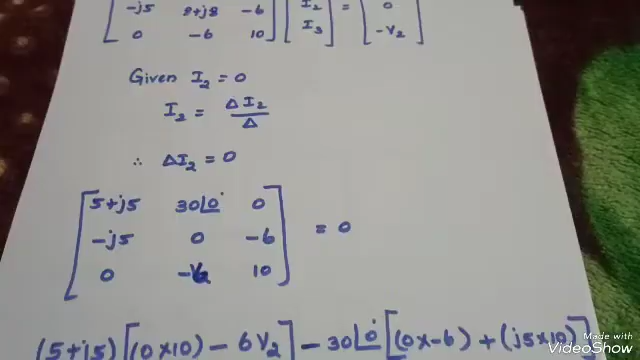 -j5 8+j8 -6 I₂ = 0
0 -6 10 I₃ -V₂
Given I₂ = 0
I₂ = ΔI₂/Δ
∴ ΔI₂ = 0
5+j5 30∠0° 0
-j5 0 -6 = 0
0 -V₂ 10
(5+j5) [(0×10) - 6V₂] - 30∠0° [(0×-6) + (j5×10)]
Made With
VideoShow